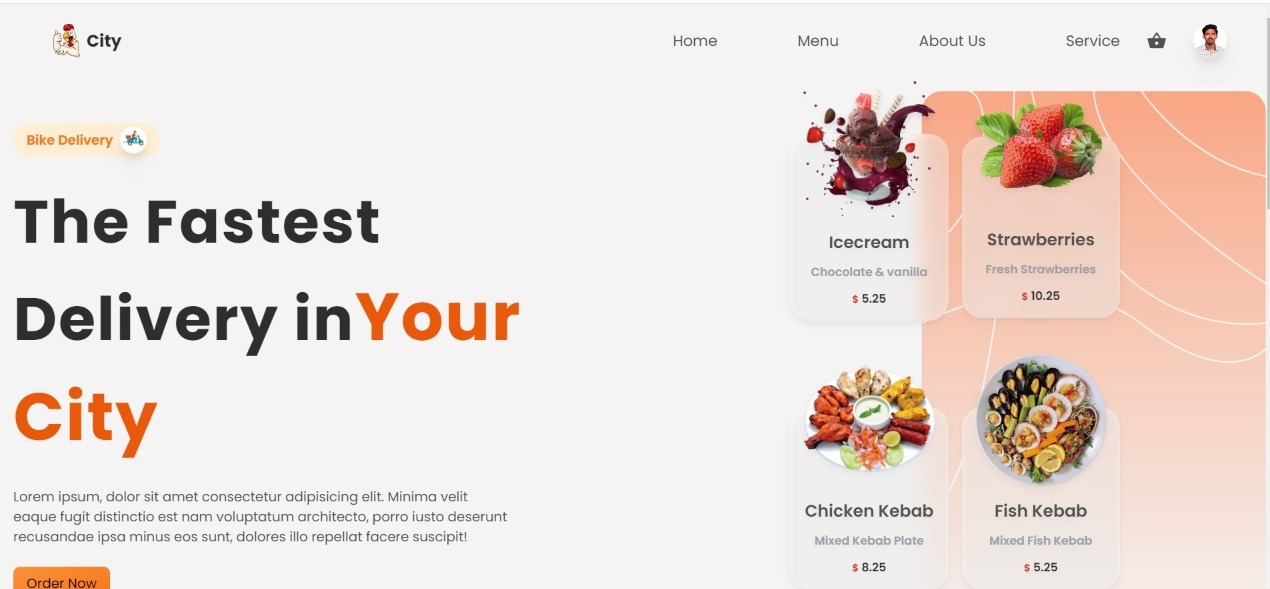 City
Home Menu About Us Service
Bike Delivery
The Fastest
Delivery inYour
City
Lorem ipsum, dolor sit amet consectetur adipisicing elit. Minima velit
eaque fugit distinctio est nam voluptatum architecto, porro iusto deserunt
recusandae ipsa minus eos sunt, dolores illo repellat facere suscipit!
Order Now
Icecream
Chocolate & vanilla
$ 5.25
Strawberries
Fresh Strawberries
$ 10.25
Chicken Kebab
Mixed Kebab Plate
$ 8.25
Fish Kebab
Mixed Fish Kebab
$ 5.25